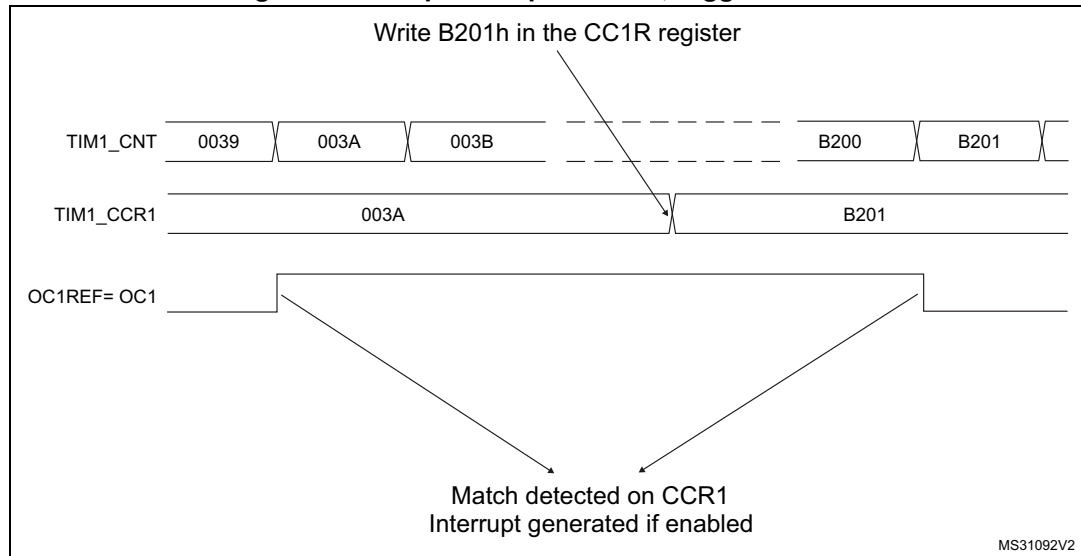 Write B201h in the CC1R register
TIM1_CNT 0039 003A 003B B200 B201
TIM1_CCR1 003A B201
OC1REF= OC1
Match detected on CCR1
Interrupt generated if enabled
MS31092V2